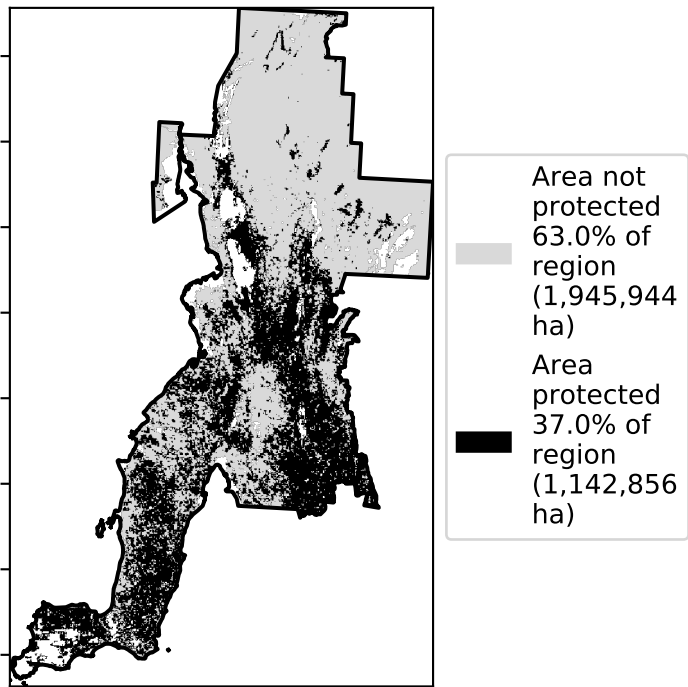 Area not
protected
63.0% of
region
(1,945,944
ha)
Area
protected
37.0% of
region
(1,142,856
ha)